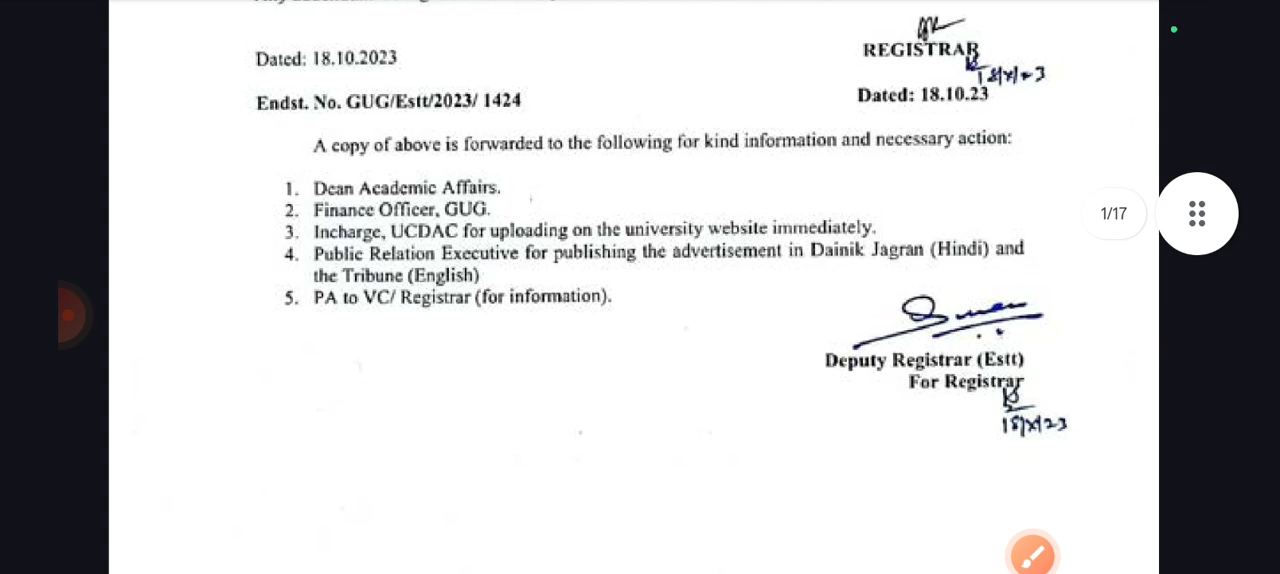 REGISTRAR
18/X/23
Dated: 18.10.2023
Endst. No. GUG/Estt/2023/ 1424
Dated: 18.10.23
A copy of above is forwarded to the following for kind information and necessary action:
1. Dean Academic Affairs.
2. Finance Officer, GUG.
3. Incharge, UCDAC for uploading on the university website immediately.
4. Public Relation Executive for publishing the advertisement in Dainik Jagran (Hindi) and
the Tribune (English)
5. PA to VC/ Registrar (for information).
Deputy Registrar (Estt)
For Registrar
18/X/23
1/17